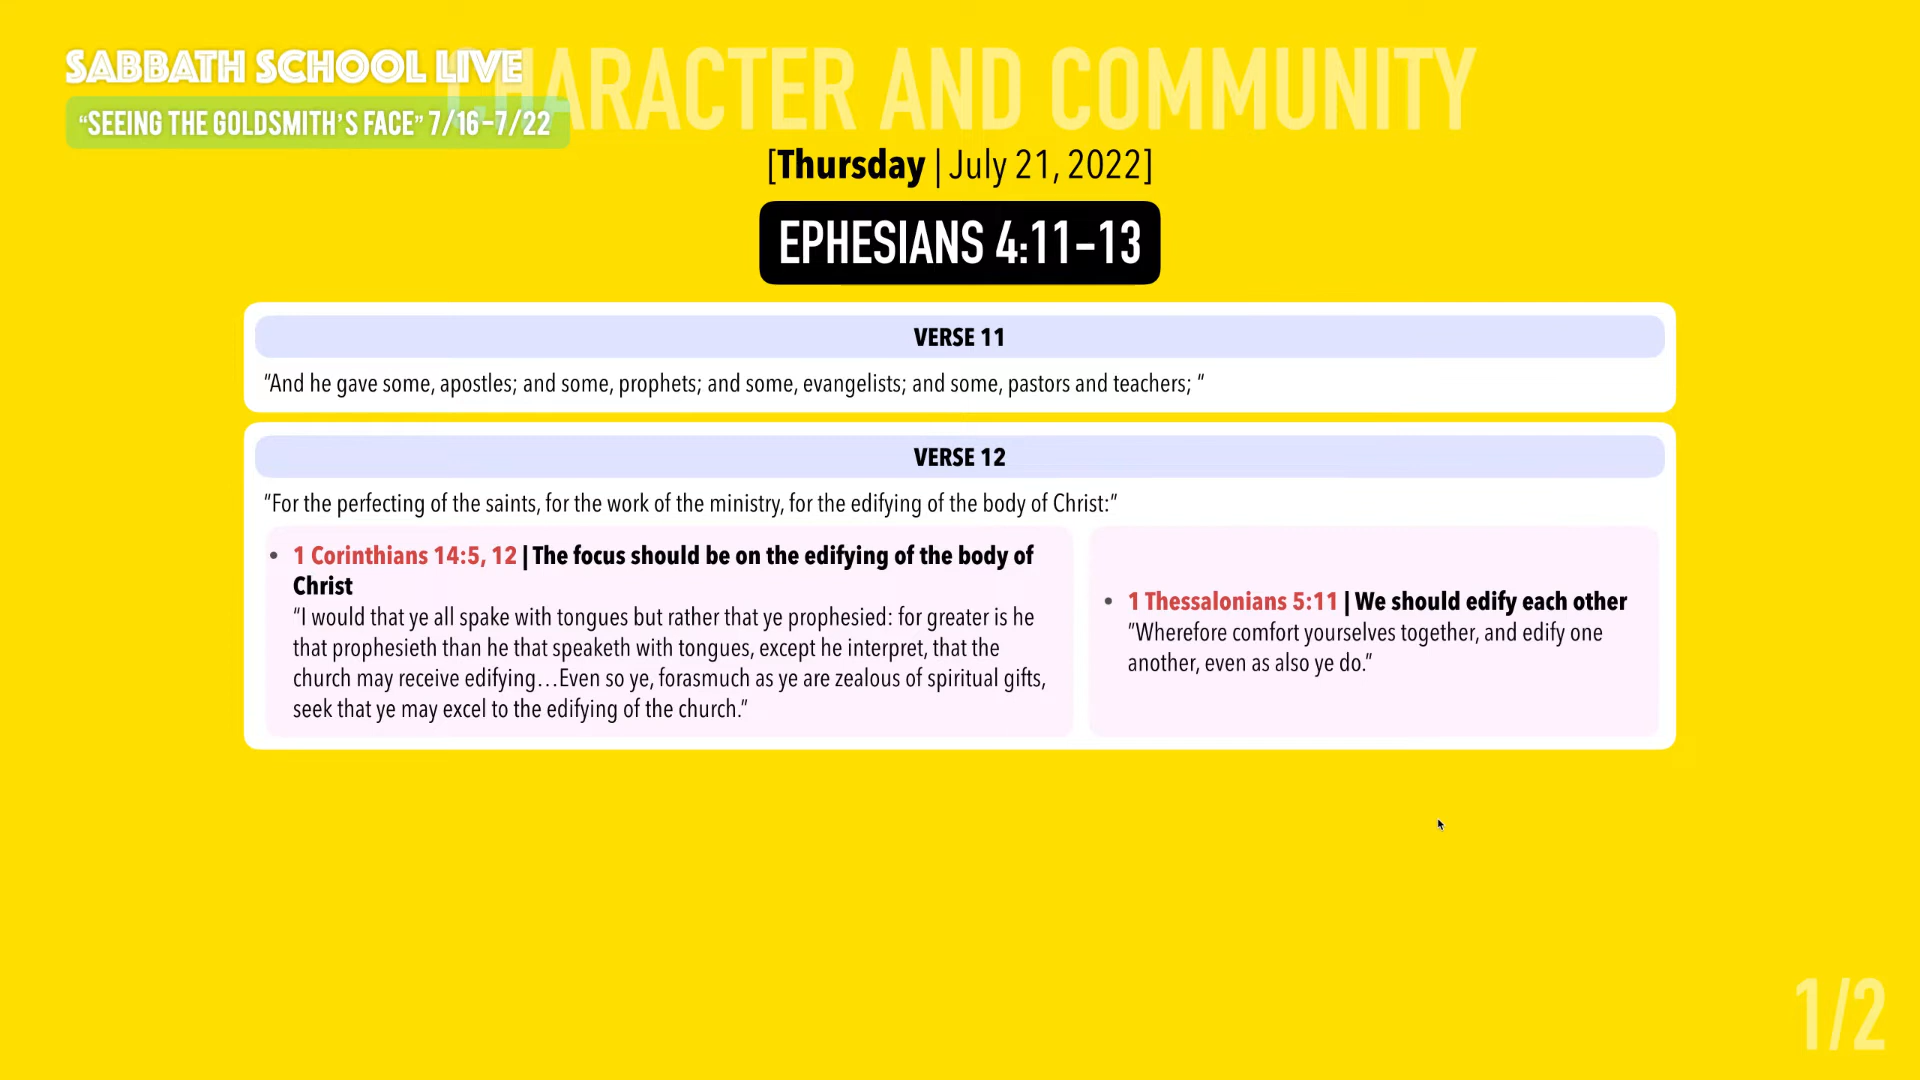 SABBATH SCHOOL LIVE
CHARACTER AND COMMUNITY
“SEEING THE GOLDSMITH’S FACE” 7/16–7/22
[Thursday | July 21, 2022]
EPHESIANS 4:11–13
VERSE 11
“And he gave some, apostles; and some, prophets; and some, evangelists; and some, pastors and teachers; “
VERSE 12
“For the perfecting of the saints, for the work of the ministry, for the edifying of the body of Christ:”
• 1 Corinthians 14:5, 12 | The focus should be on the edifying of the body of
Christ
“I would that ye all spake with tongues but rather that ye prophesied: for greater is he
that prophesieth than he that speaketh with tongues, except he interpret, that the
church may receive edifying…Even so ye, forasmuch as ye are zealous of spiritual gifts,
seek that ye may excel to the edifying of the church.”
• 1 Thessalonians 5:11 | We should edify each other
“Wherefore comfort yourselves together, and edify one
another, even as also ye do.”
1/2